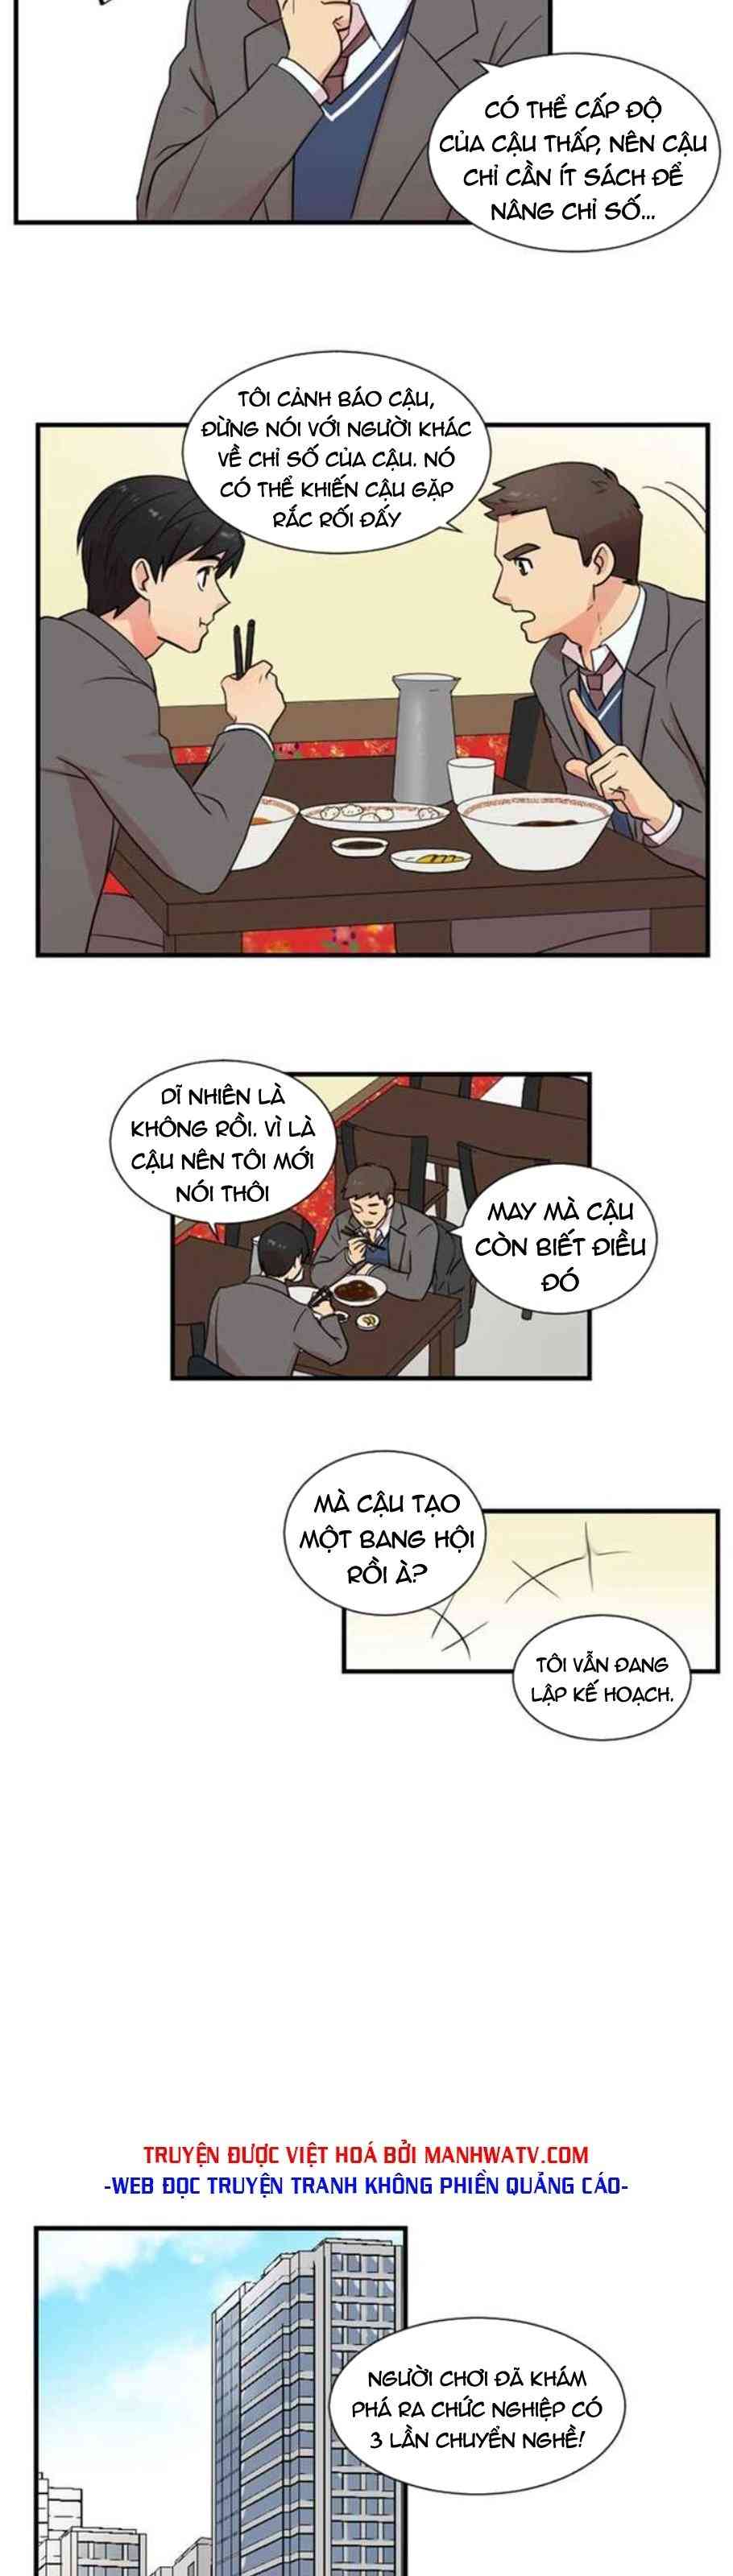 CÓ THỂ CẤP ĐỘ
CỦA CẬU THẤP, NÊN CẬU
CHỈ CẦN ÍT SÁCH ĐỂ
NÂNG CHỈ SỐ...
TÔI CẢNH BÁO CẬU,
ĐỪNG NÓI VỚI NGƯỜI KHÁC
VỀ CHỈ SỐ CỦA CẬU. NÓ
CÓ THỂ KHIẾN CẬU GẶP
RẮC RỐI ĐẤY
DĨ NHIÊN LÀ
KHÔNG RỒI. VÌ LÀ
CẬU NÊN TÔI MỚI
NÓI THÔI
MAY MÀ CẬU
CÒN BIẾT ĐIỀU
ĐÓ
MÀ CẬU TẠO
MỘT BANG HỘI
RỒI À?
TÔI VẪN ĐANG
LẬP KẾ HOẠCH.
TRUYỆN ĐƯỢC VIỆT HOÁ BỞI MANHWATV.COM
-WEB ĐỌC TRUYỆN TRANH KHÔNG PHIỀN QUẢNG CÁO-
NGƯỜI CHƠI ĐÃ KHÁM
PHÁ RA CHỨC NGHIỆP CÓ
3 LẦN CHUYỂN NGHỀ!